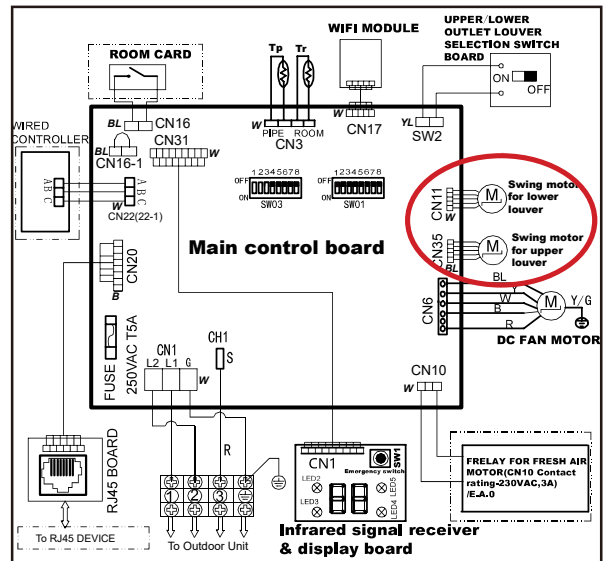 ROOM CARD
BL
CN16
BL
CN16-1
CN31
W
WIRED
CONTROLLER
A B C
A B C
W
CN22(22-1)
CN20
B
Tp
Tr
W
PIPE
ROOM
CN3
WIFI MODULE
W
CN17
UPPER/LOWER
OUTLET LOUVER
SELECTION SWITCH
BOARD
ON
OFF
YL
SW2
1 2 3 4 5 6 7 8
OFF
ON
SW03
1 2 3 4 5 6 7 8
OFF
ON
SW01
Main control board
CN11
W
M
Swing motor
for lower
louver
CN35
BL
M
Swing motor
for upper
louver
CN6
BL
Y
W
B
R
M
Y/G
DC FAN MOTOR
FUSE
250VAC T5A
CN1
L2
L1
G
W
CH1
S
R
CN10
W
RJ45 BOARD
To RJ45 DEVICE
1
2
3
To Outdoor Unit
CN1
SW1
Emergency switch
LED2
LED5
LED3
LED4
Infrared signal receiver
& display board
FRELAY FOR FRESH AIR
MOTOR(CN10 Contact
rating-230VAC,3A)
/E.A.0